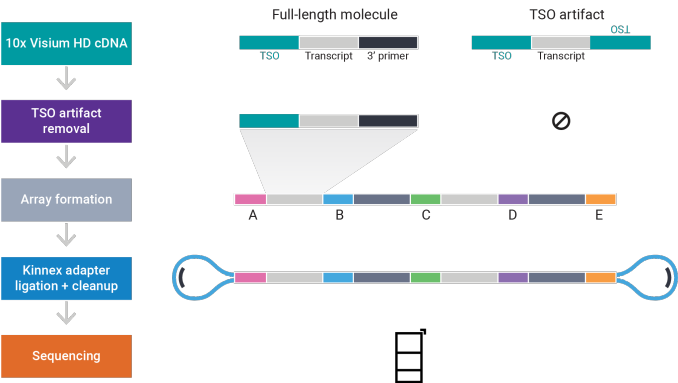 Full-length molecule
TSO artifact
10x Visium HD cDNA
TSO
TSO
Transcript
3’ primer
TSO
Transcript
TSO artifact
removal
Array formation
A
B
C
D
E
Kinnex adapter
ligation + cleanup
Sequencing